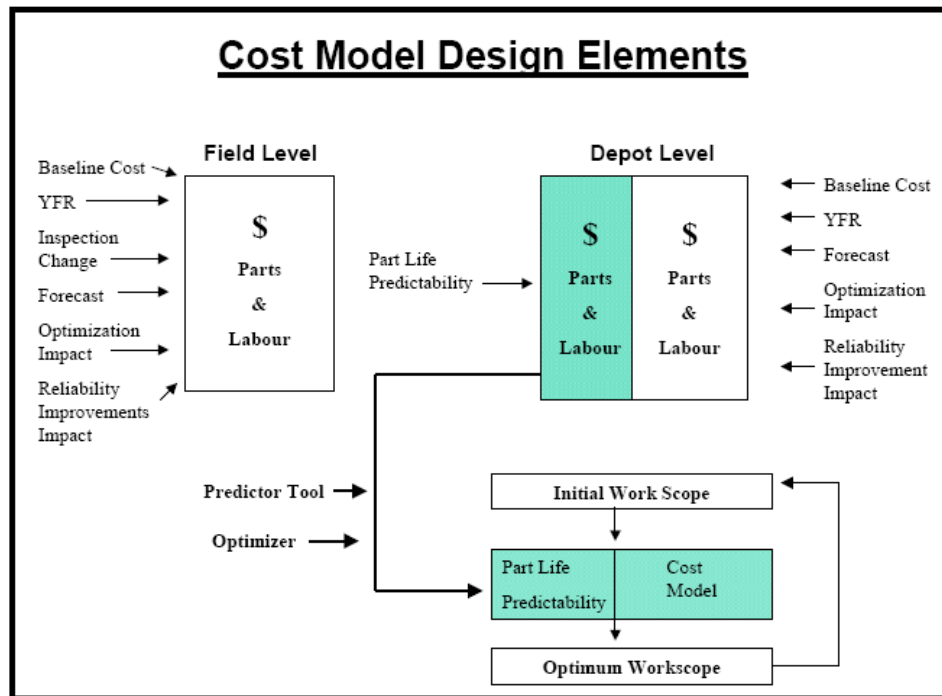 Cost Model Design Elements
Field Level
Baseline Cost
YFR
Inspection
Change
Forecast
Optimization
Impact
Reliability
Improvements
Impact
$
Parts
&
Labour
Depot Level
Part Life
Predictability
$
Parts
&
Labour
$
Parts
&
Labour
Baseline Cost
YFR
Forecast
Optimization
Impact
Reliability
Improvement
Impact
Predictor Tool
Optimizer
Initial Work Scope
Part Life
Predictability
Cost
Model
Optimum Workscope